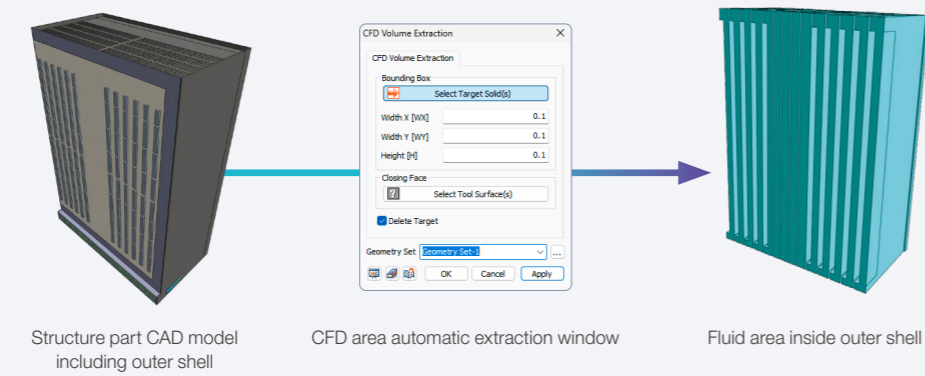 CFD Volume Extraction
CFD Volume Extraction
Bounding Box
Select Target Solid(s)
Width X [WX] 0.1
Width Y [WY] 0.1
Height [H] 0.1
Closing Face
Select Tool Surface(s)
Delete Target
Geometry Set Geometry Set-1 ...
OK Cancel Apply
Structure part CAD model
including outer shell
CFD area automatic extraction window
Fluid area inside outer shell